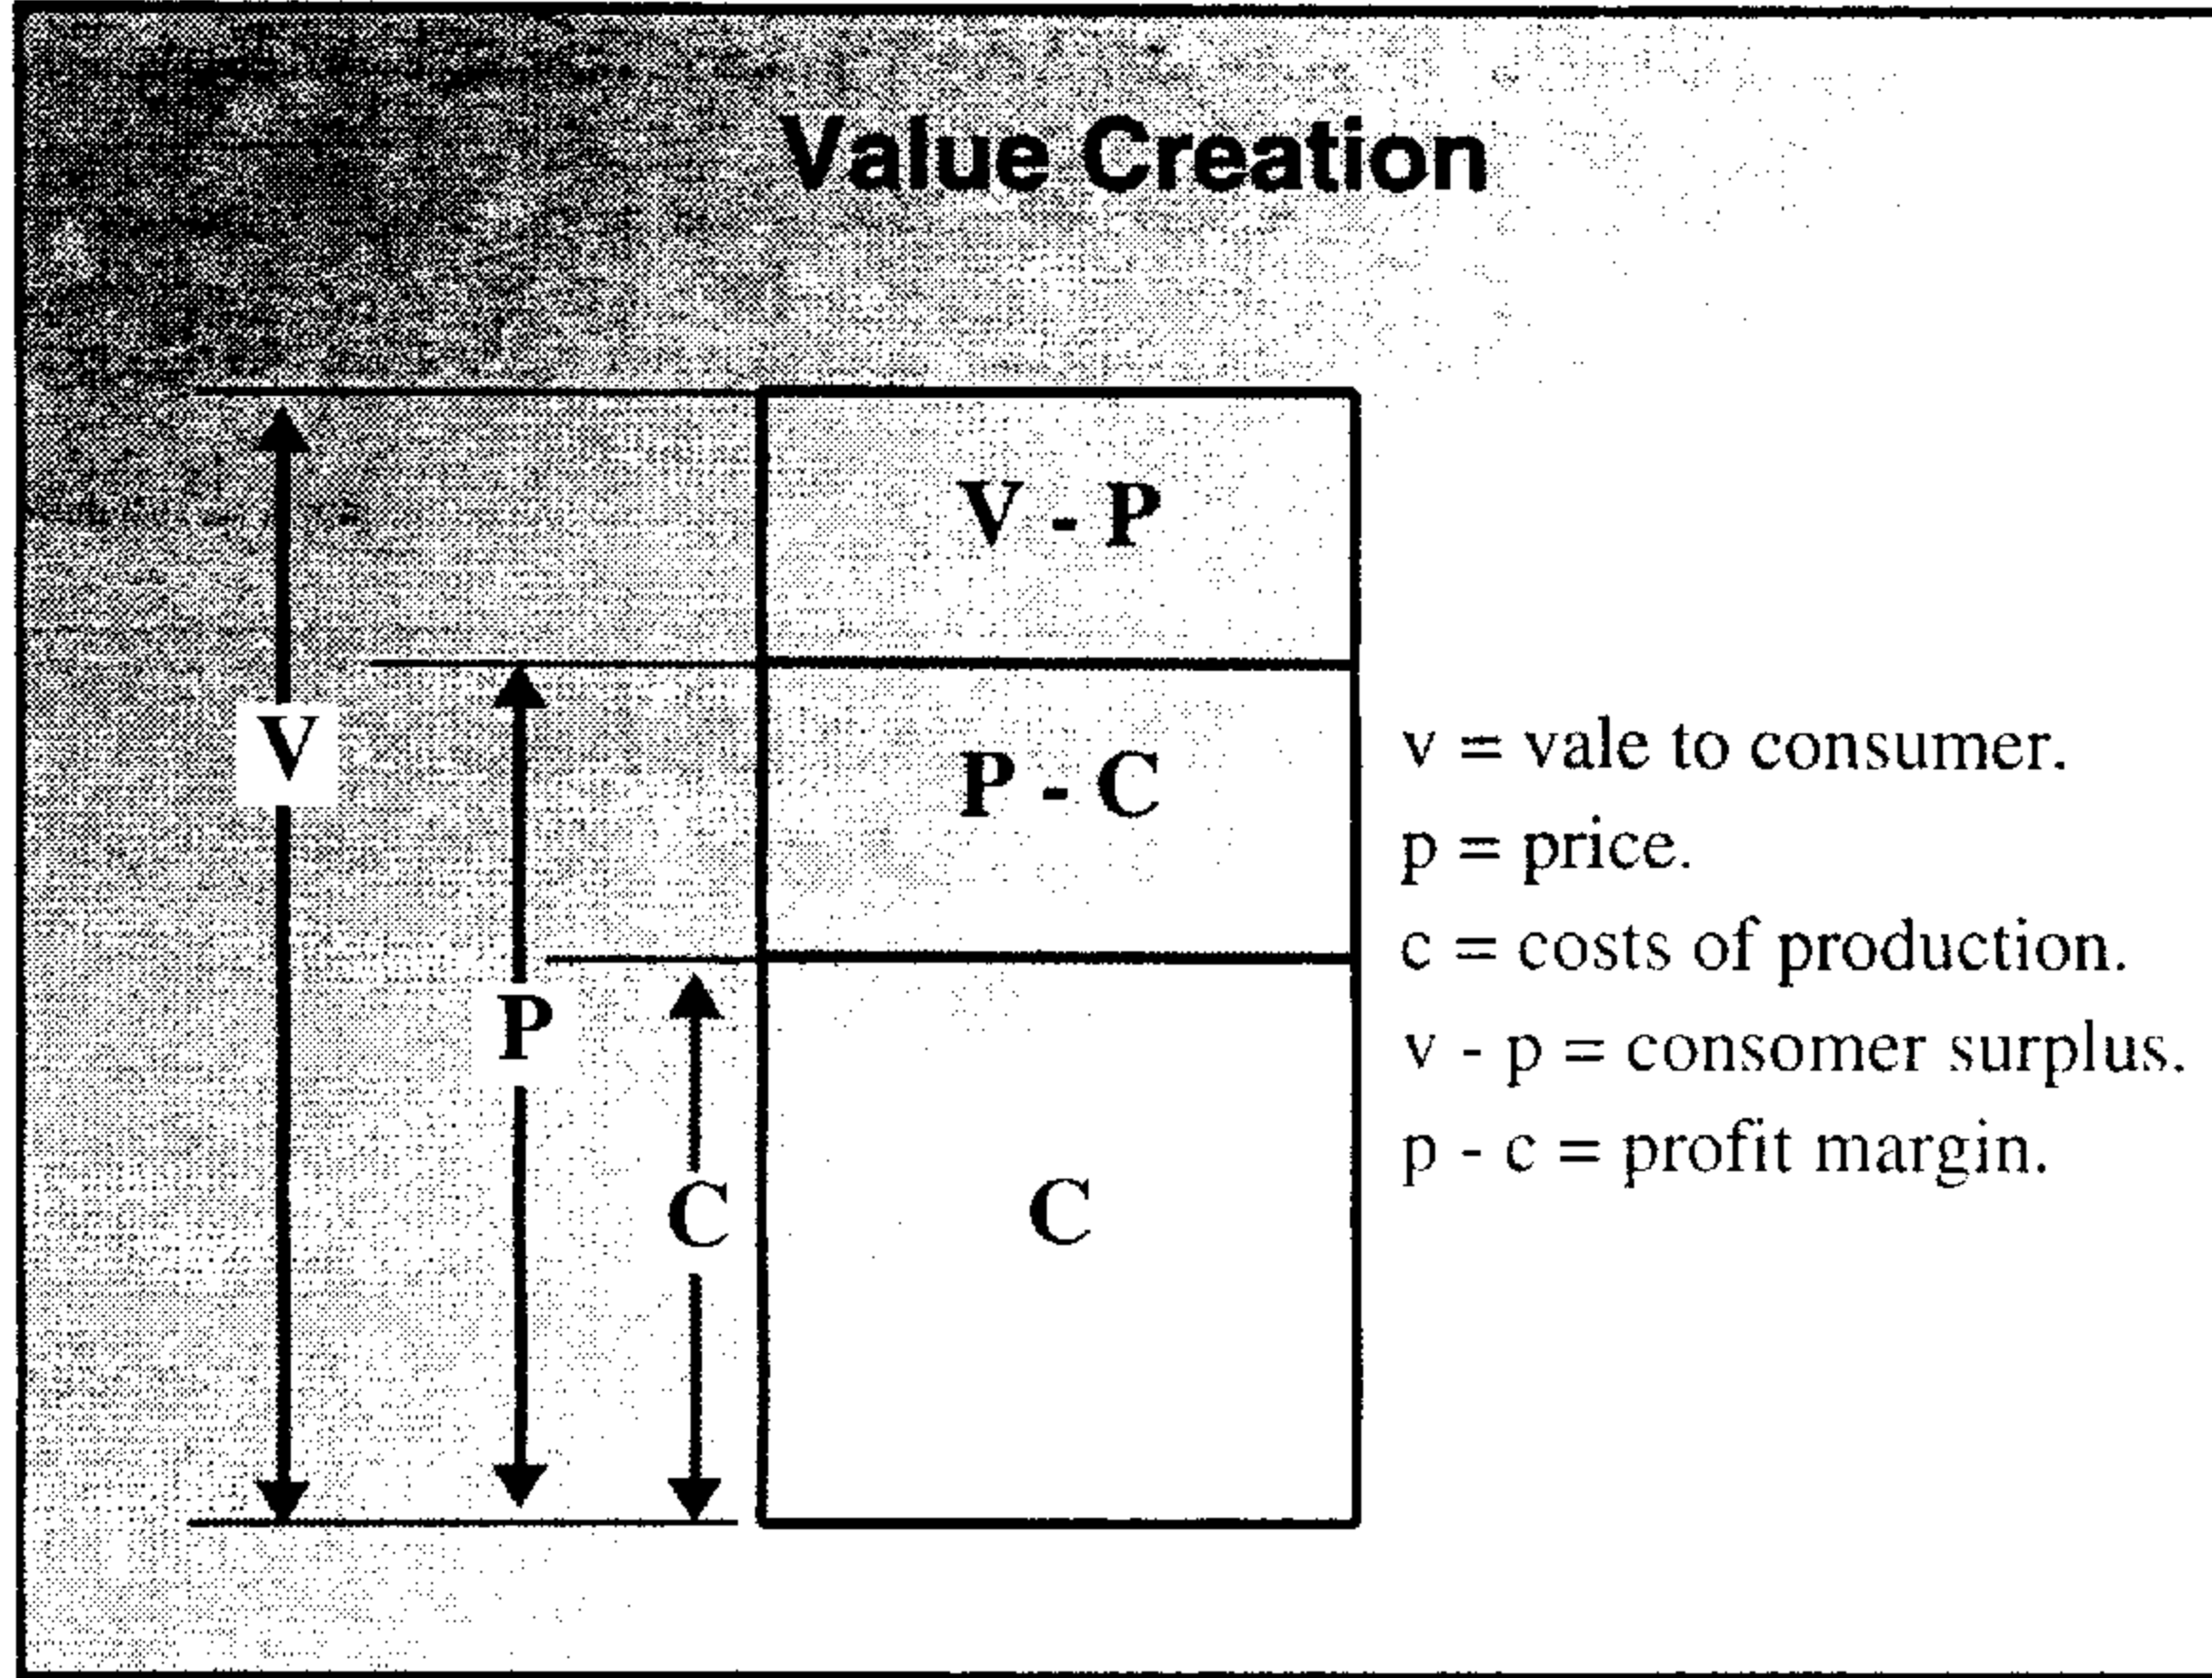 Value Creation
V - P
V
P - C
P
C
C
v = vale to consumer.
p = price.
c = costs of production.
v - p = consomer surplus.
p - c = profit margin.